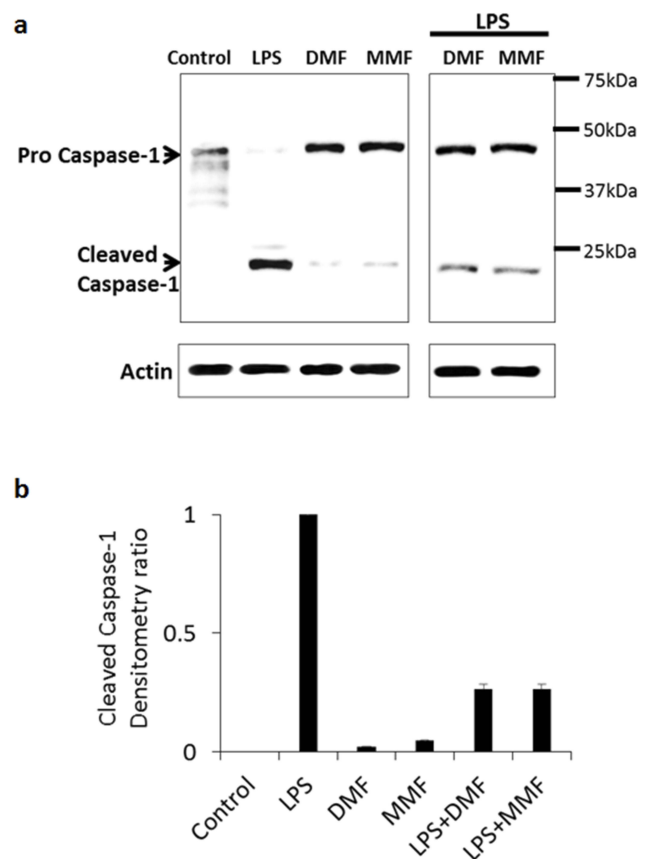 a
LPS
Control LPS DMF MMF DMF MMF
75kDa
50kDa
Pro Caspase-1
37kDa
Cleaved
Caspase-1
25kDa
Actin
b
Cleaved Caspase-1
Densitometry ratio
1
0.5
0
Control
LPS
DMF
MMF
LPS+DMF
LPS+MMF